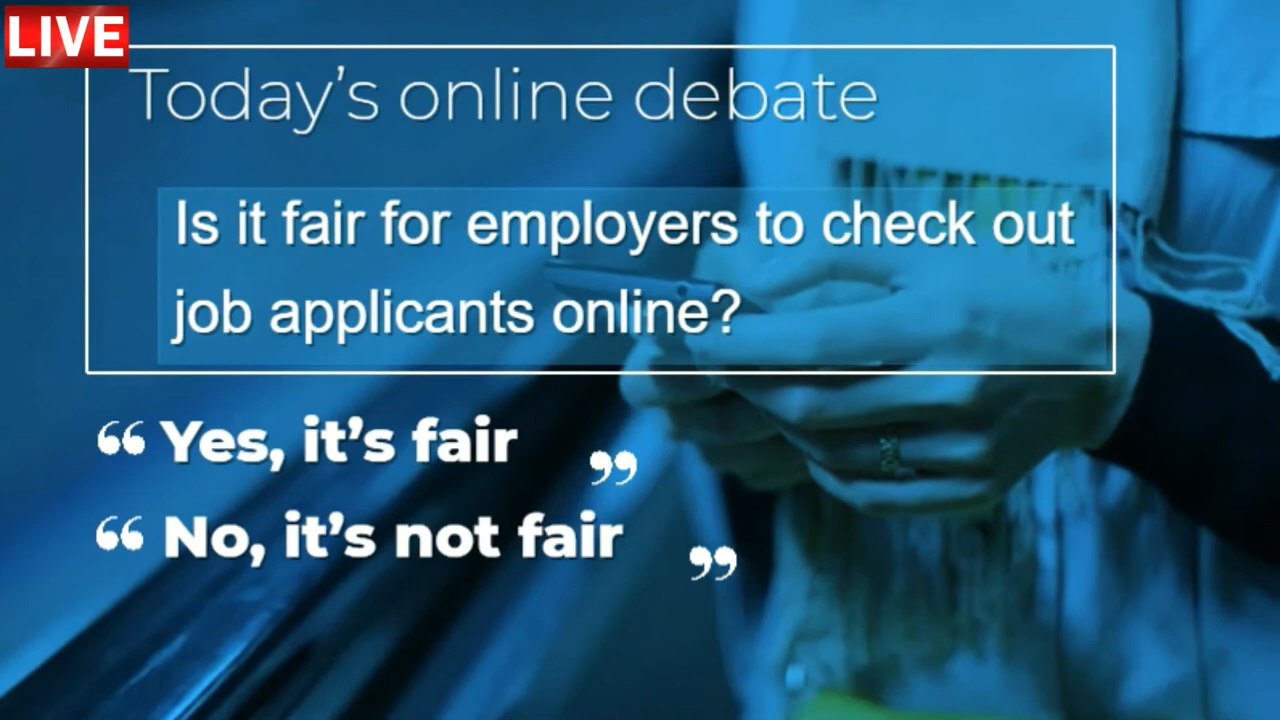 LIVE
Today’s online debate
Is it fair for employers to check out
job applicants online?
“ Yes, it’s fair ”
“ No, it’s not fair ”